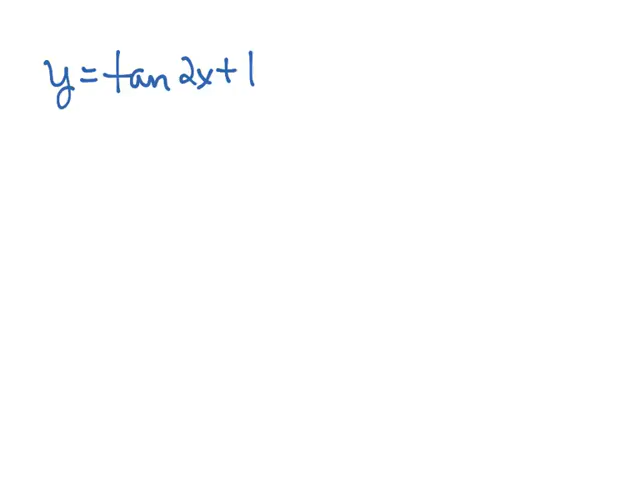 y = tan 2x + 1